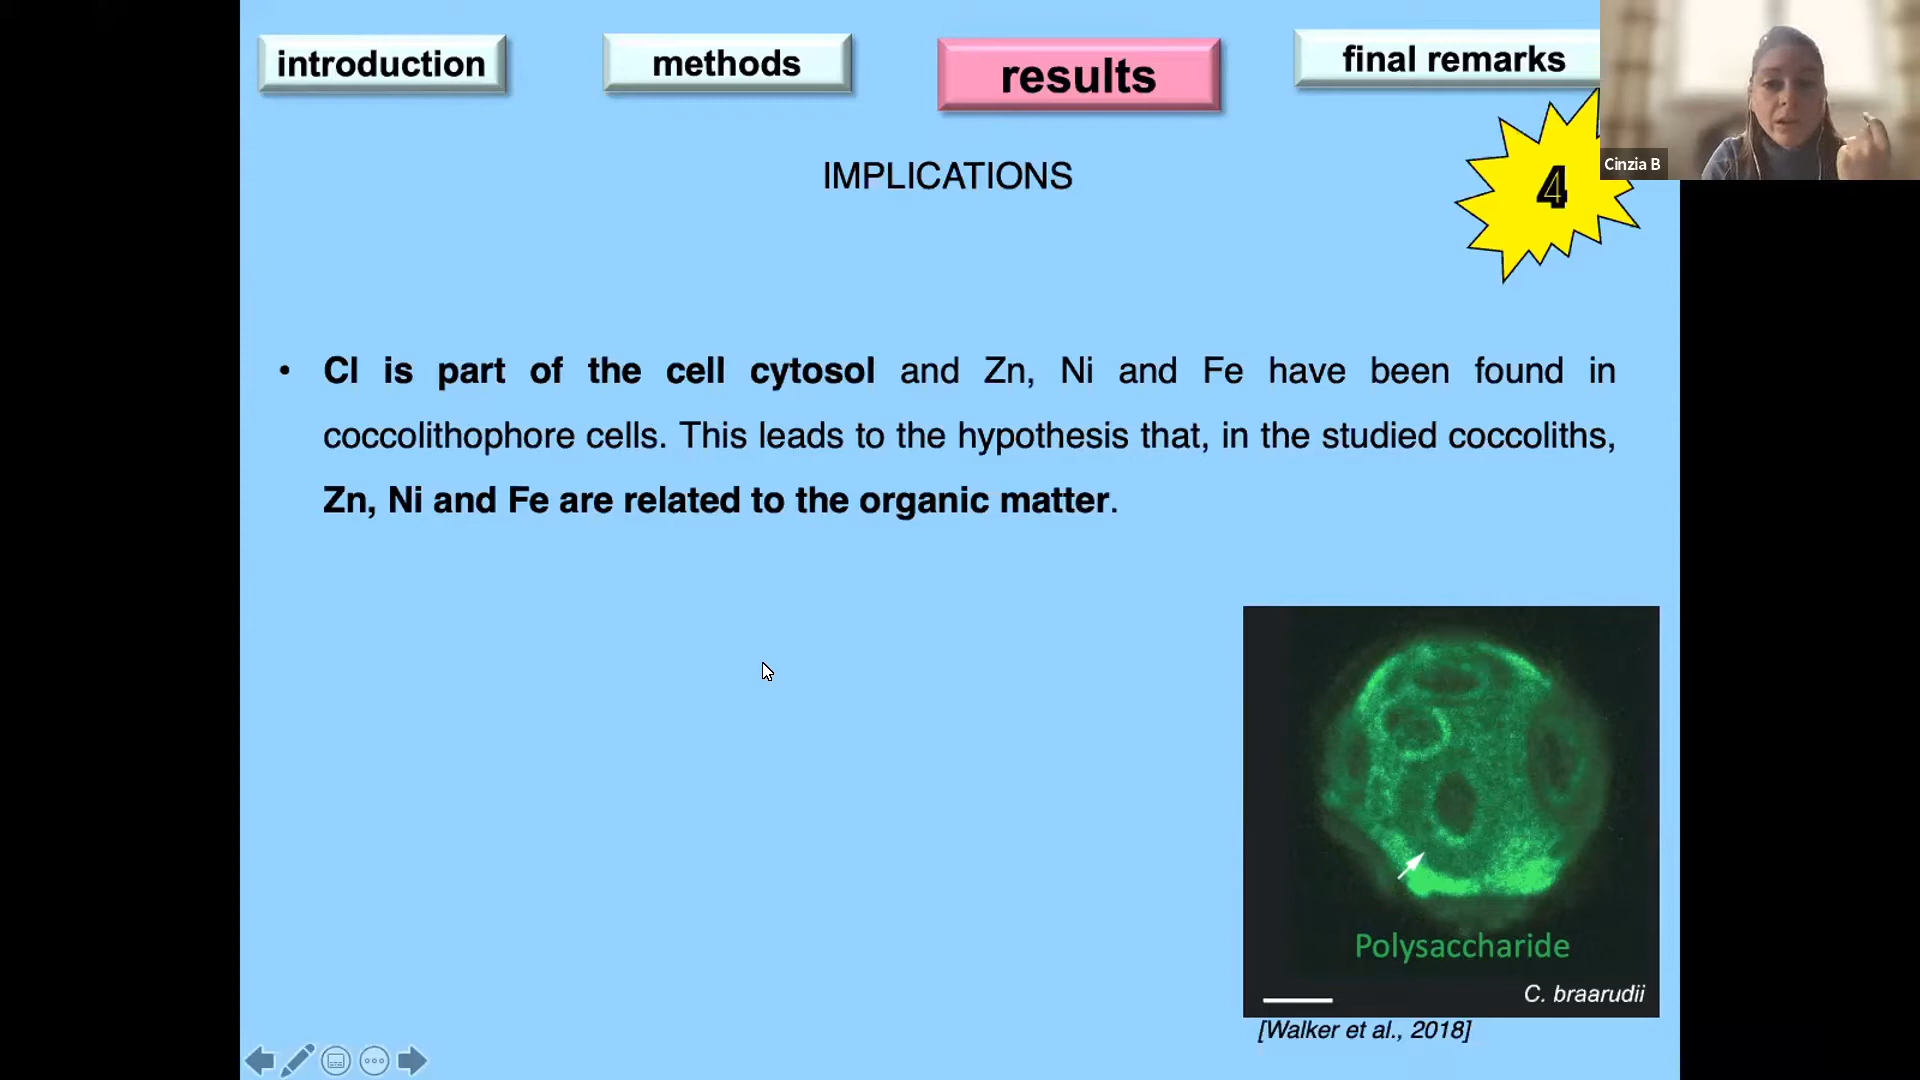 introduction
methods
results
final remarks
Cinzia B
IMPLICATIONS
4
• Cl is part of the cell cytosol and Zn, Ni and Fe have been found in
coccolithophore cells. This leads to the hypothesis that, in the studied coccoliths,
Zn, Ni and Fe are related to the organic matter.
Polysaccharide
C. braarudii
[Walker et al., 2018]